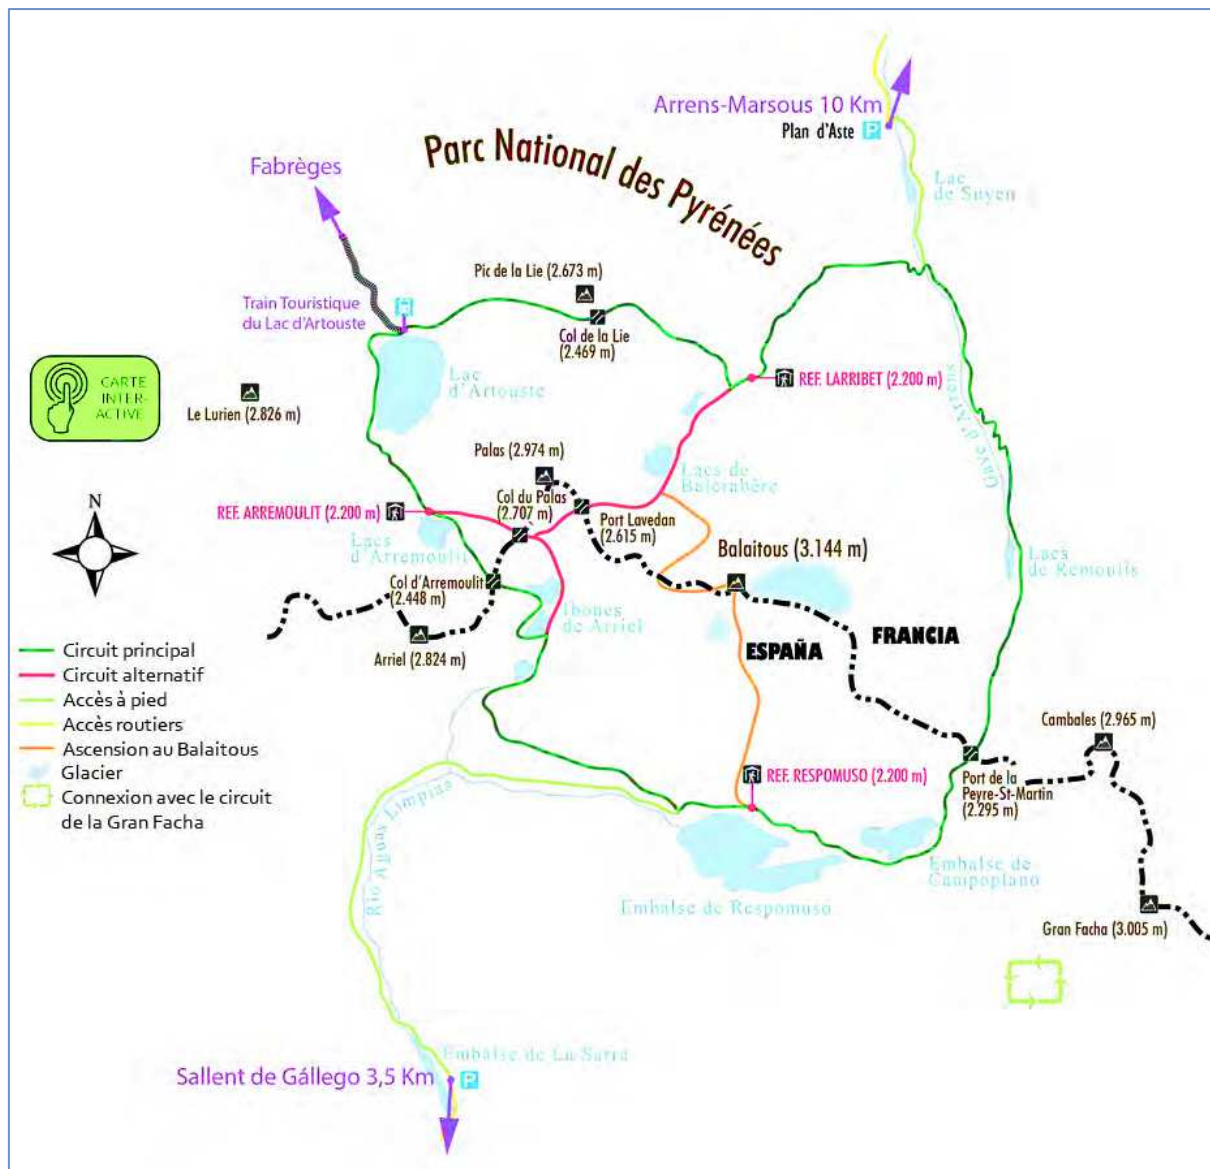 Arrens-Marsous 10 Km
Plan d'Aste P
Parc National des Pyrénées
Fabrèges
Lac
de Suyen
Pic de la Lie (2.673 m)
Train Touristique
du Lac d'Artouste
Col de la Lie
(2.469 m)
CARTE
INTER-
ACTIVE
Lac
d'Artouste
REF. LARRIBET (2.200 m)
Le Lurien (2.826 m)
Gave d'Arrens
Palas (2.974 m)
Lacs de
Batcrabère
Col du Palas
(2.707 m)
REF. ARREMOULIT (2.200 m)
Port Lavedan
(2.615 m)
N
Lacs
d'Arremoulit
Balaitous (3.144 m)
Lacs
de Remoulis
Col d'Arremoulit
(2.448 m)
Ibones
de Arriel
FRANCIA
ESPAÑA
Arriel (2.824 m)
Circuit principal
Circuit alternatif
Accès à pied
Accès routiers
Ascension au Balaitous
Glacier
Connexion avec le circuit
de la Gran Facha
Cambales (2.965 m)
REF. RESPOMUSO (2.200 m)
Port de la
Peyre-St-Martin
(2.295 m)
Rio Aguas Limpias
Embalse de
Campoplano
Embalse de Respomuso
Gran Facha (3.005 m)
Embalse de La Sarra
Sallent de Gállego 3,5 Km P